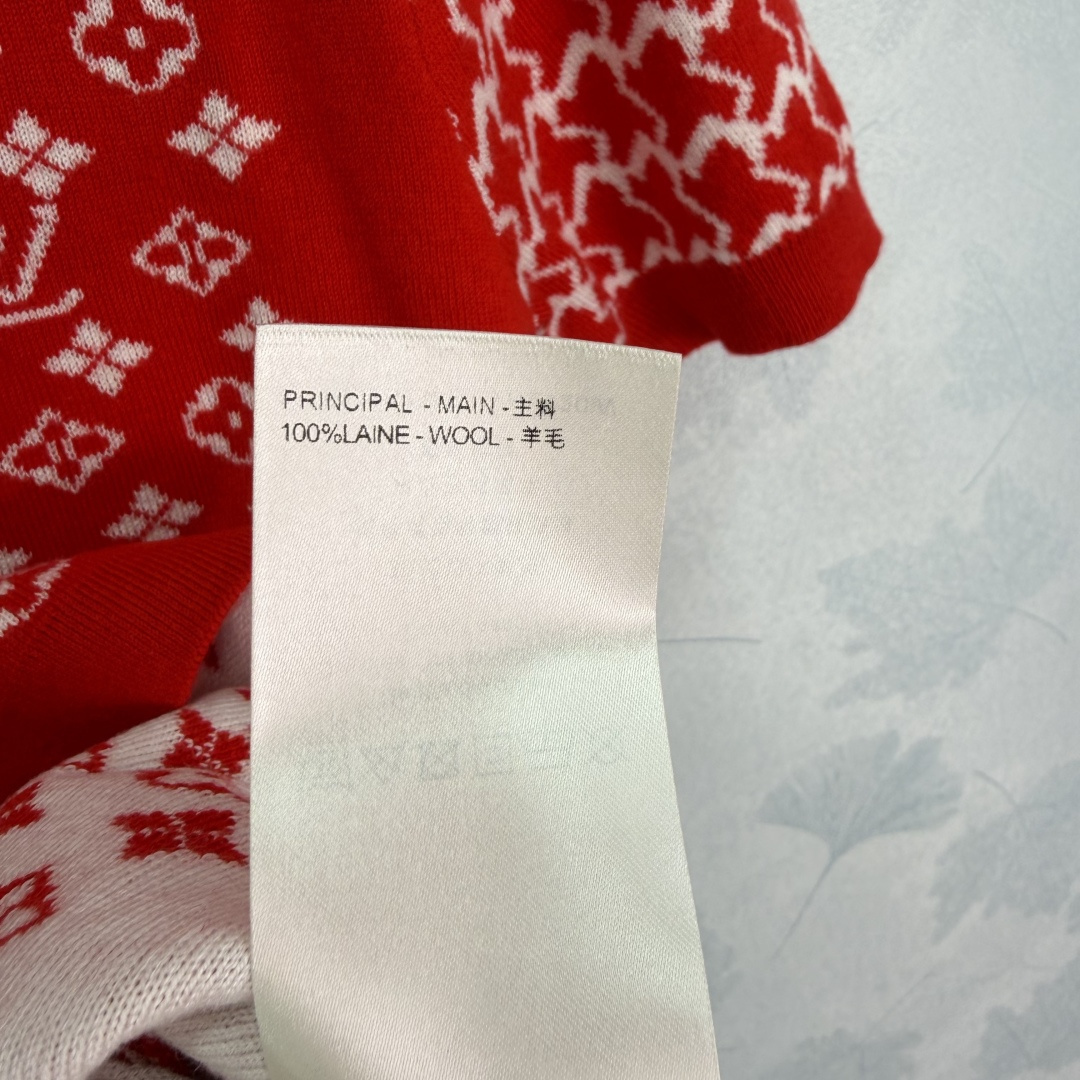 PRINCIPAL - MAIN - 主料
100%LAINE - WOOL - 羊毛